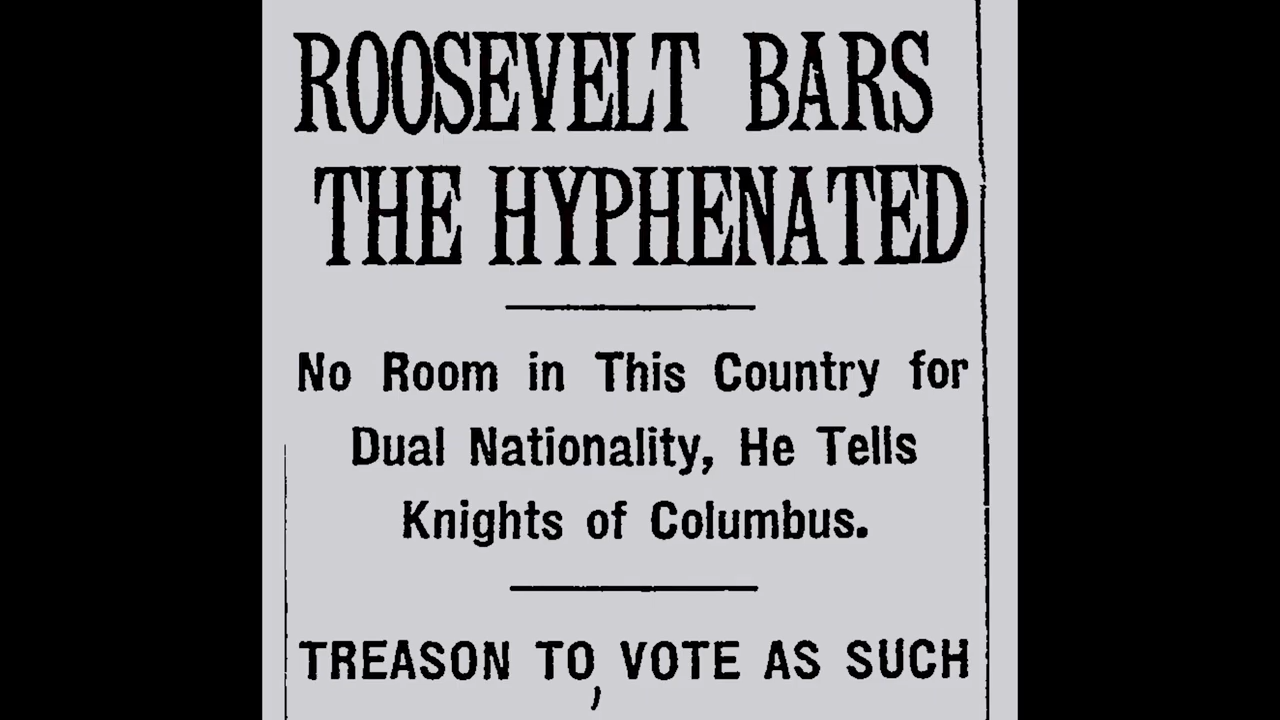 ROOSEVELT BARS
THE HYPHENATED
No Room in This Country for
Dual Nationality, He Tells
Knights of Columbus.
TREASON TO VOTE AS SUCH